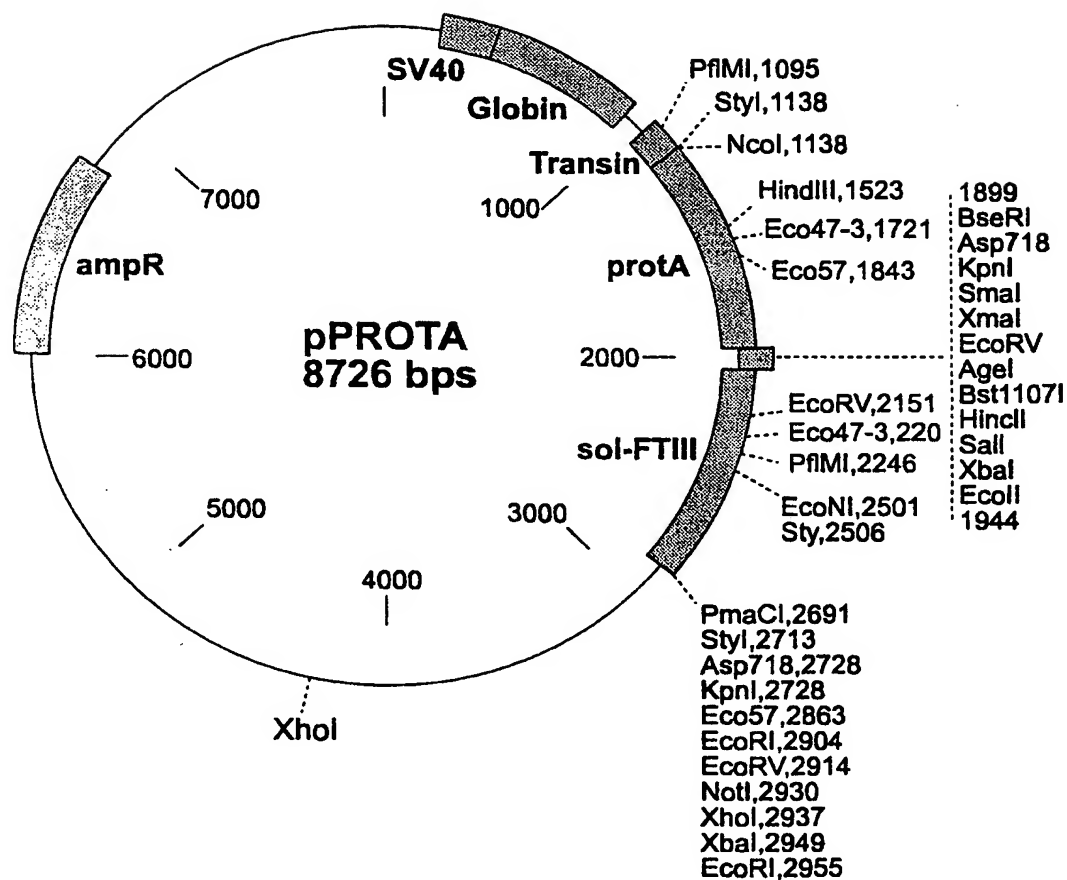 SV40
Globin
Transin
PflMI,1095
StyI,1138
NcoI,1138
HindIII,1523
Eco47-3,1721
Eco57,1843
protA
1000
7000
ampR
pPROTA
8726 bps
6000
2000
1899
BseRI
Asp718
KpnI
SmaI
XmaI
EcoRV
AgeI
Bst1107I
HincII
SalI
XbaI
EcoII
1944
EcoRV,2151
Eco47-3,220
PflMI,2246
EcoNI,2501
Sty,2506
sol-FTIII
3000
5000
4000
XhoI
PmaCI,2691
StyI,2713
Asp718,2728
KpnI,2728
Eco57,2863
EcoRI,2904
EcoRV,2914
NotI,2930
XhoI,2937
XbaI,2949
EcoRI,2955